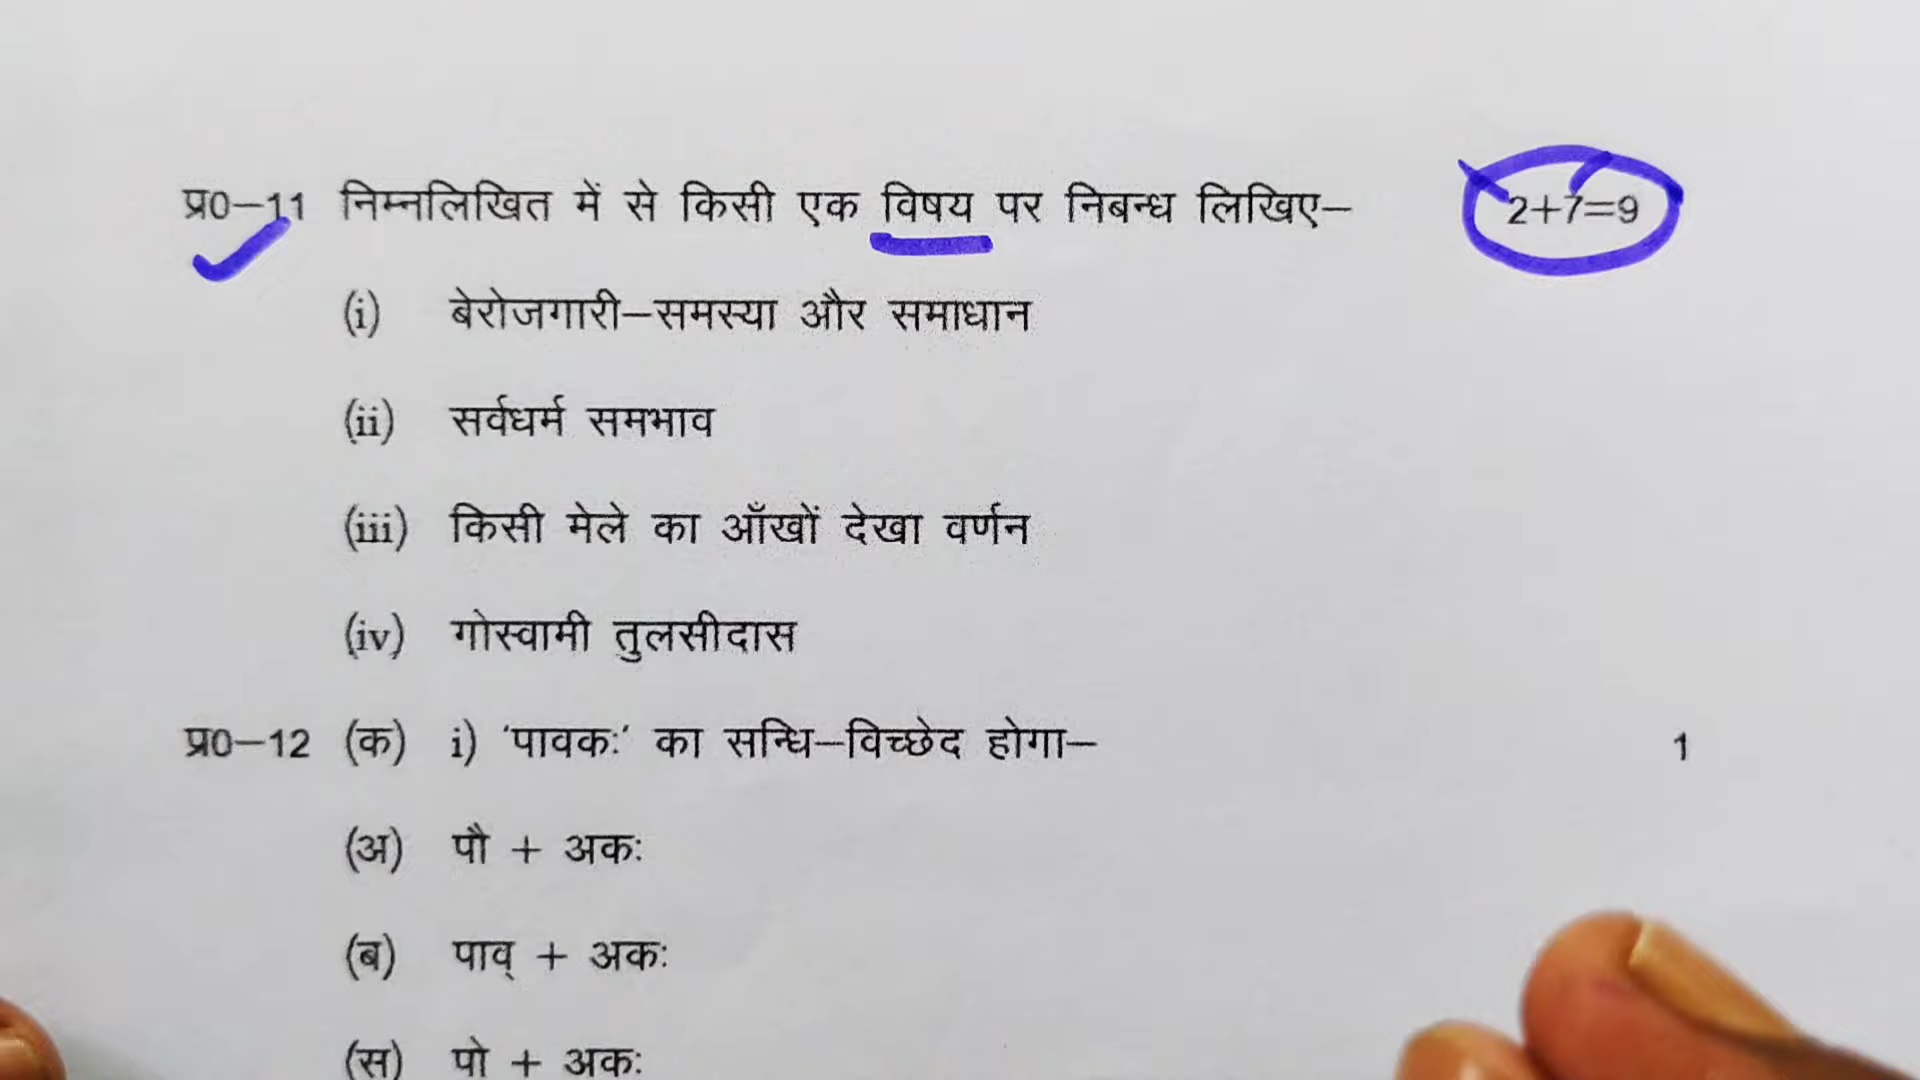 प्र0–11 निम्नलिखित में से किसी एक विषय पर निबन्ध लिखिए– 2+7=9
(i) बेरोजगारी–समस्या और समाधान
(ii) सर्वधर्म समभाव
(iii) किसी मेले का आँखों देखा वर्णन
(iv) गोस्वामी तुलसीदास
प्र0–12 (क) i) 'पावकः' का सन्धि–विच्छेद होगा– 1
(अ) पौ + अकः
(ब) पाव् + अकः
(स) पो + अकः